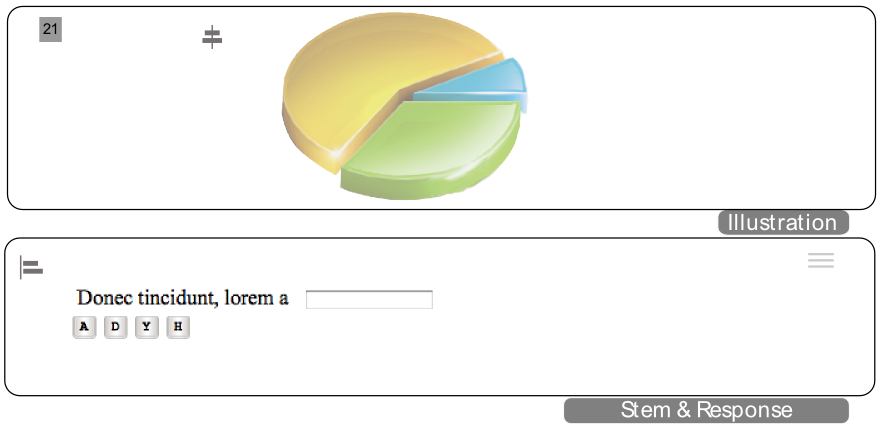 21
Illustration
Donec tincidunt, lorem a
A D Y H
Stem & Response